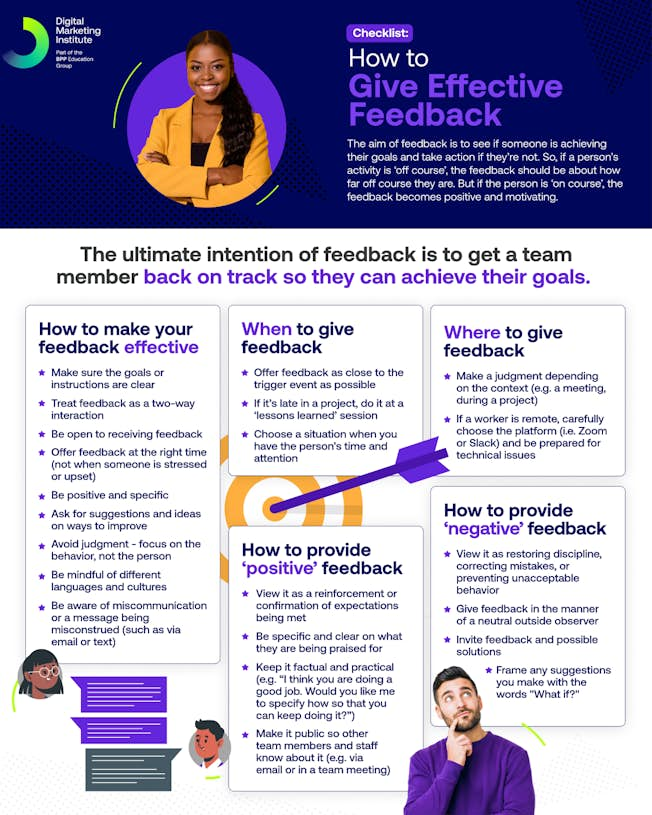 Digital
Marketing
Institute
Part of the
BPP Education
Group
Checklist:
How to
Give Effective
Feedback
The aim of feedback is to see if someone is achieving
their goals and take action if they're not. So, if a person's
activity is 'off course', the feedback should be about how
far off course they are. But if the person is 'on course', the
feedback becomes positive and motivating.
The ultimate intention of feedback is to get a team
member back on track so they can achieve their goals.
How to make your
feedback effective
Make sure the goals or
instructions are clear
Treat feedback as a two-way
interaction
Be open to receiving feedback
Offer feedback at the right time
(not when someone is stressed
or upset)
Be positive and specific
Ask for suggestions and ideas
on ways to improve
Avoid judgment - focus on the
behavior, not the person
Be mindful of different
languages and cultures
Be aware of miscommunication
or a message being
misconstrued (such as via
email or text)
When to give
feedback
Offer feedback as close to the
trigger event as possible
If it's late in a project, do it at a
'lessons learned' session
Choose a situation when you
have the person's time and
attention
Where to give
feedback
Make a judgment depending
on the context (e.g. a meeting,
during a project)
If a worker is remote, carefully
choose the platform (i.e. Zoom
or Slack) and be prepared for
technical issues
How to provide
'positive' feedback
View it as a reinforcement or
confirmation of expectations
being met
Be specific and clear on what
they are being praised for
Keep it factual and practical
(e.g. "I think you are doing a
good job. Would you like me
to specify how so that you
can keep doing it?")
Make it public so other
team members and staff
know about it (e.g. via
email or in a team meeting)
How to provide
'negative' feedback
View it as restoring discipline,
correcting mistakes, or
preventing unacceptable
behavior
Give feedback in the manner
of a neutral outside observer
Invite feedback and possible
solutions
Frame any suggestions
you make with the
words "What if?"